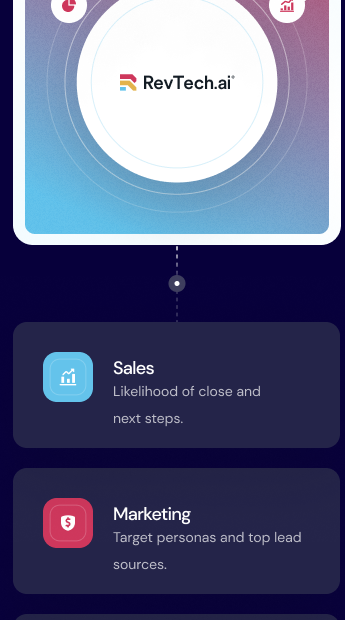 RevTech.ai
Sales
Likelihood of close and
next steps.
Marketing
Target personas and top lead
sources.